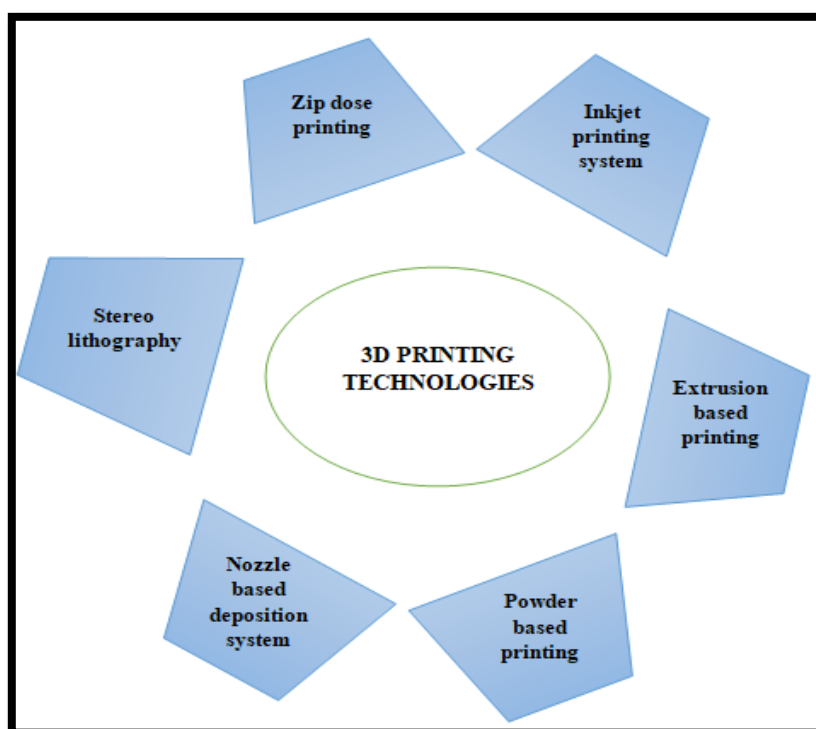 Zip dose
printing
Inkjet
printing
system
Stereo
lithography
3D PRINTING
TECHNOLOGIES
Extrusion
based
printing
Nozzle
based
deposition
system
Powder
based
printing